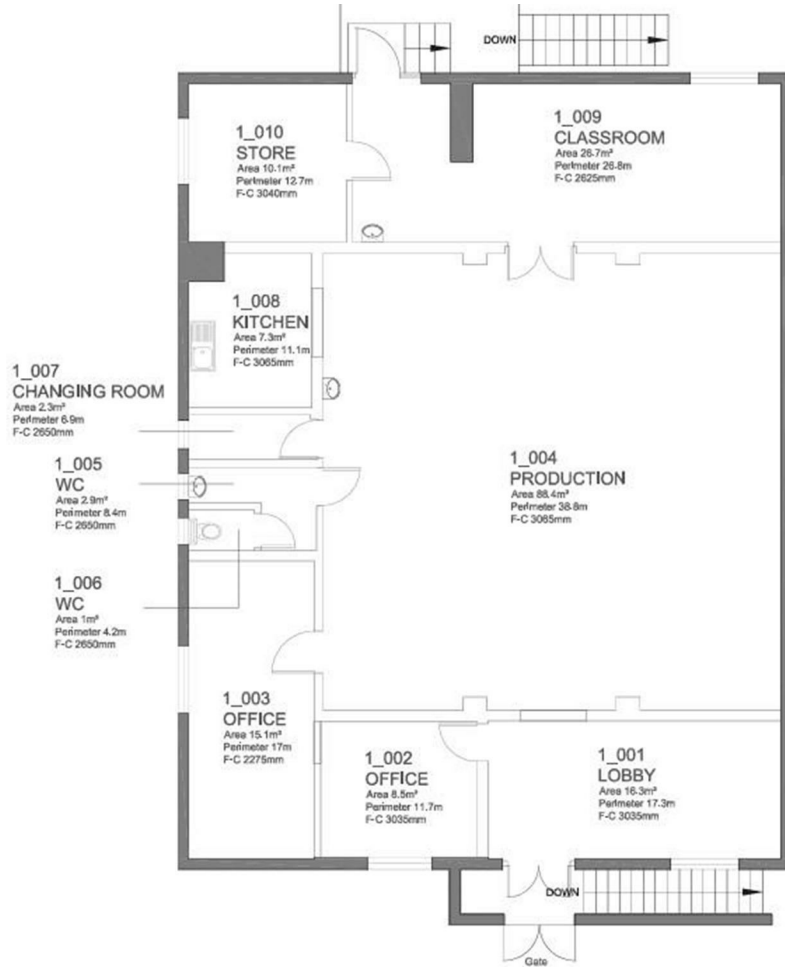 DOWN
1_010
STORE
Area 10.1m²
Perimeter 12.7m
F-C 3040mm
1_009
CLASSROOM
Area 26.7m²
Perimeter 26.8m
F-C 2625mm
1_008
KITCHEN
Area 7.3m²
Perimeter 11.1m
F-C 3065mm
1_007
CHANGING ROOM
Area 2.3m²
Perimeter 6.9m
F-C 2650mm
1_005
WC
Area 2.9m²
Perimeter 8.4m
F-C 2650mm
1_004
PRODUCTION
Area 88.4m²
Perimeter 38.8m
F-C 3065mm
1_006
WC
Area 1m²
Perimeter 4.2m
F-C 2650mm
1_003
OFFICE
Area 15.1m²
Perimeter 17m
F-C 2275mm
1_002
OFFICE
Area 8.5m²
Perimeter 11.7m
F-C 3035mm
1_001
LOBBY
Area 16.3m²
Perimeter 17.3m
F-C 3035mm
DOWN
Gate